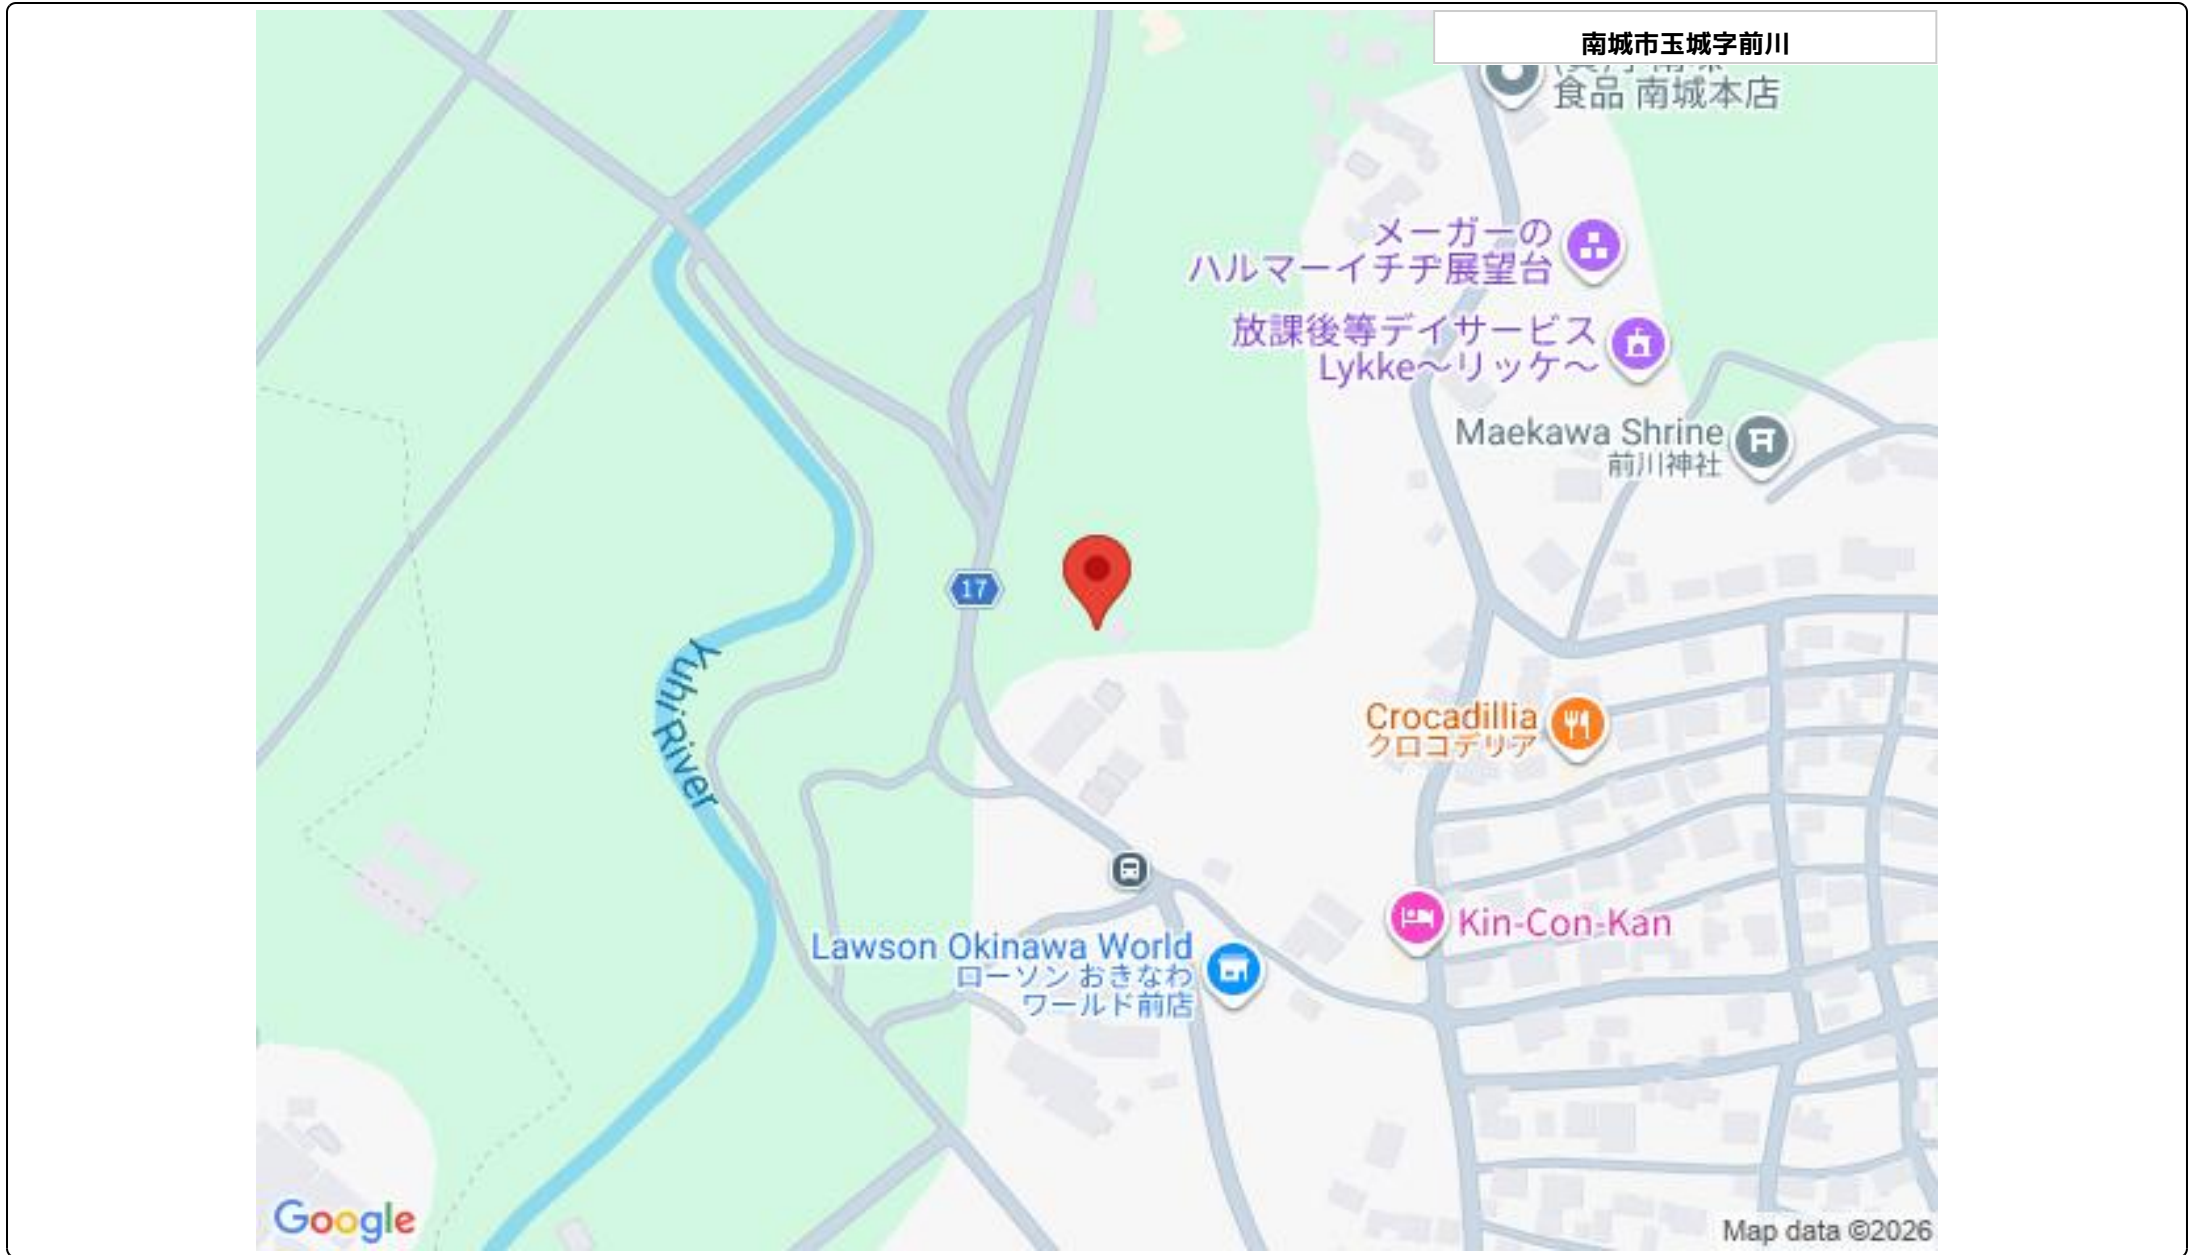 南城市玉城字前川
食品 南城本店
メーガーの
ハルマーイチヂ展望台
放課後等デイサービス
Lykke～リッケ～
Maekawa Shrine
前川神社
17
Yuhi River
Crocadillia
クロコデリア
Kin-Con-Kan
Lawson Okinawa World
ローソン おきなわ
ワールド前店
Google
Map data ©2026